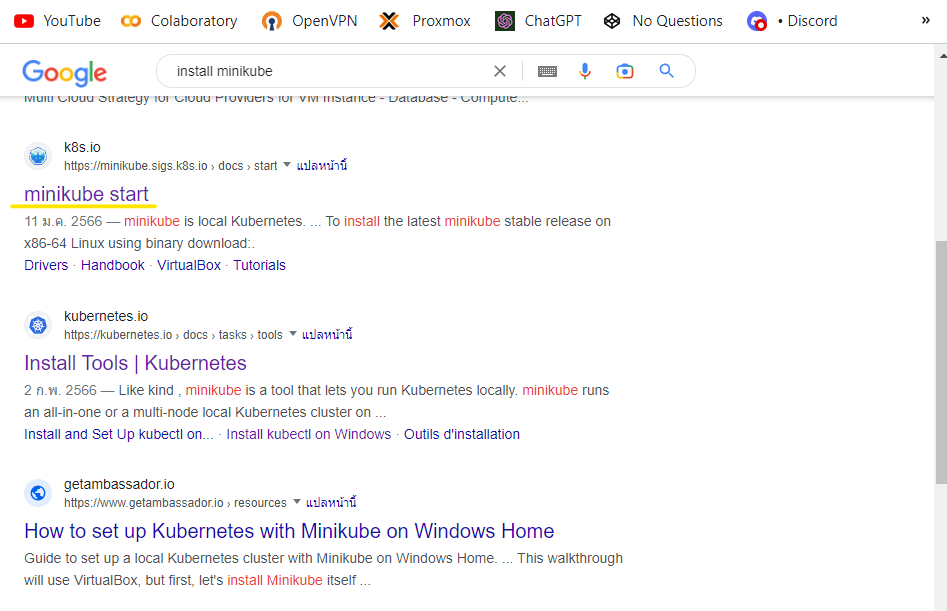 YouTube Colaboratory OpenVPN Proxmox ChatGPT No Questions • Discord »
Google install minikube
Multi Cloud Strategy for Cloud Providers for VM Instance - Database - Compute...
k8s.io
https://minikube.sigs.k8s.io › docs › start แปลหน้านี้
minikube start
11 ม.ค. 2566 — minikube is local Kubernetes. ... To install the latest minikube stable release on
x86-64 Linux using binary download:.
Drivers · Handbook · VirtualBox · Tutorials
kubernetes.io
https://kubernetes.io › docs › tasks › tools แปลหน้านี้
Install Tools | Kubernetes
2 ก.พ. 2566 — Like kind , minikube is a tool that lets you run Kubernetes locally. minikube runs
an all-in-one or a multi-node local Kubernetes cluster on ...
Install and Set Up kubectl on... · Install kubectl on Windows · Outils d'installation
getambassador.io
https://www.getambassador.io › resources แปลหน้านี้
How to set up Kubernetes with Minikube on Windows Home
Guide to set up a local Kubernetes cluster with Minikube on Windows Home. ... This walkthrough
will use VirtualBox, but first, let's install Minikube itself ...